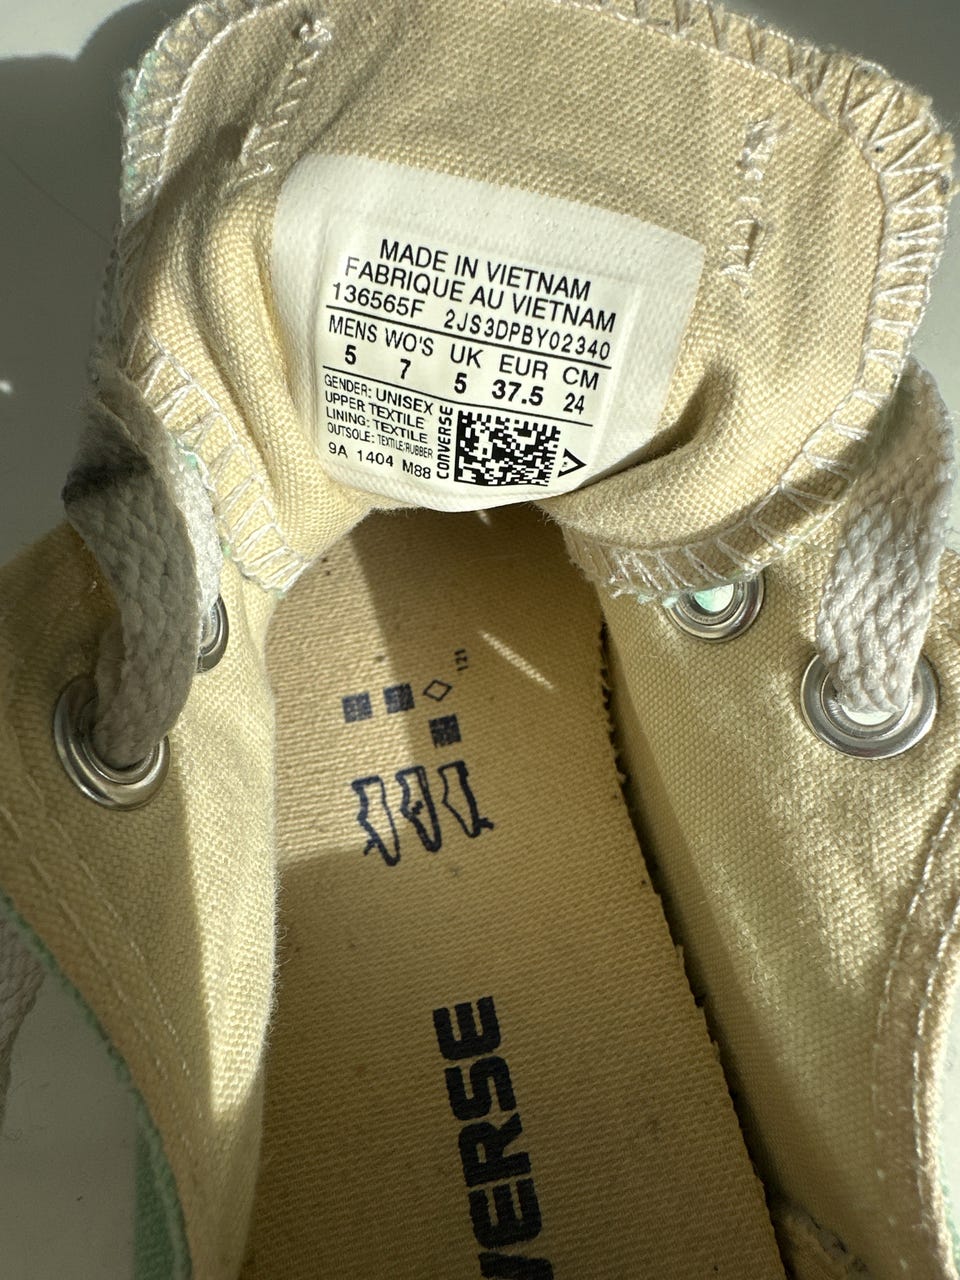 MADE IN VIETNAM
FABRIQUE AU VIETNAM
136565F 2JS3DPBY02340
MENS WO'S UK EUR CM
5 7 5 37.5 24
GENDER: UNISEX
UPPER TEXTILE
LINING: TEXTILE
OUTSOLE: TEXTILE/RUBBER
9A 1404 M88
CONVERSE
121
VERSE